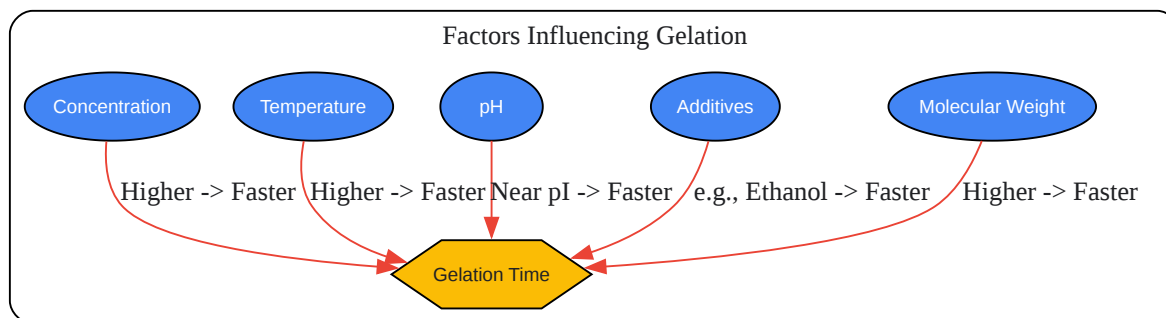 Factors Influencing Gelation
Concentration
Temperature
pH
Additives
Molecular Weight
Higher -> Faster
Higher -> Faster
Near pI -> Faster
e.g., Ethanol -> Faster
Higher -> Faster
Gelation Time